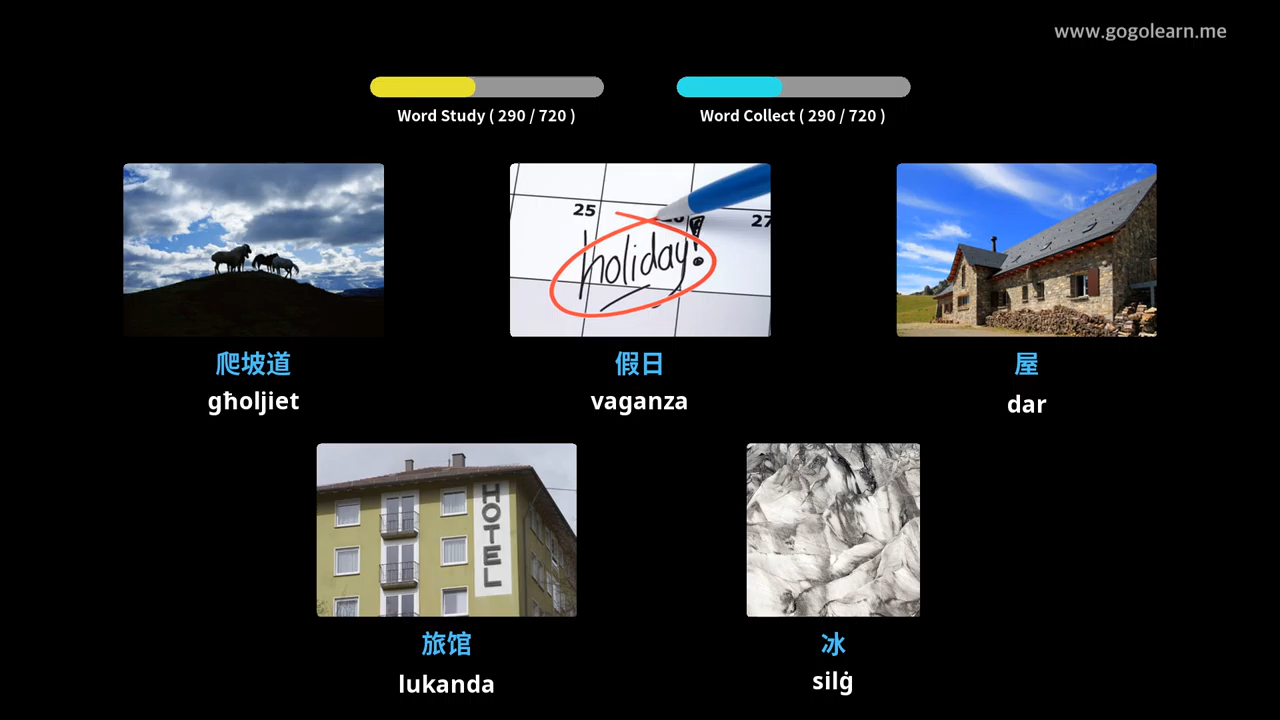 www.gogolearn.me
Word Study ( 290 / 720 )
Word Collect ( 290 / 720 )
25
27
holiday!
爬坡道
għoljiet
假日
vaganza
屋
dar
HOTEL
旅馆
lukanda
冰
silġ